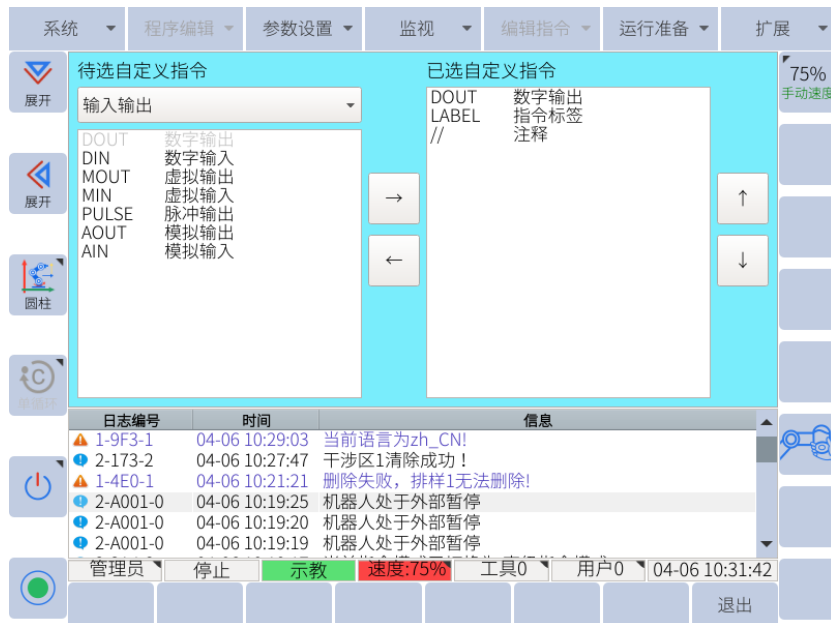 系统 程序编辑 参数设置 监视 编辑指令 运行准备 扩展
展开
展开
圆柱
待选自定义指令
输入输出
DOUT 数字输出
DIN 数字输入
MOUT 虚拟输出
MIN 虚拟输入
PULSE 脉冲输出
AOUT 模拟输出
AIN 模拟输入
→
←
已选自定义指令
DOUT 数字输出
LABEL 指令标签
// 注释
↑
↓
75%
手动速度
日志编号 时间 信息
1-9F3-1 04-06 10:29:03 当前语言为zh_CN!
2-173-2 04-06 10:27:47 干涉区1清除成功！
1-4E0-1 04-06 10:21:21 删除失败，排样1无法删除!
2-A001-0 04-06 10:19:25 机器人处于外部暂停
2-A001-0 04-06 10:19:20 机器人处于外部暂停
2-A001-0 04-06 10:19:19 机器人处于外部暂停
管理员 停止 示教 速度:75% 工具0 用户0 04-06 10:31:42
退出